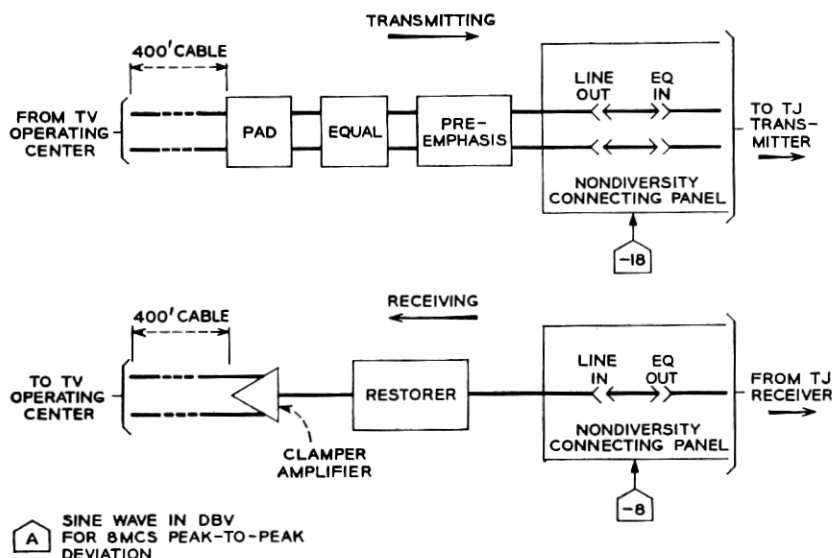 TRANSMITTING
400' CABLE
FROM TV
OPERATING
CENTER
PAD
EQUAL
PRE-
EMPHASIS
LINE
OUT
EQ
IN
NONDIVERSITY
CONNECTING PANEL
TO TJ
TRANS-
MITTER
-18
RECEIVING
400' CABLE
TO TV
OPERATING
CENTER
CLAMPER
AMPLIFIER
RESTORER
LINE
IN
EQ
OUT
NONDIVERSITY
CONNECTING PANEL
FROM TJ
RECEIVER
-8
A
SINE WAVE IN DBV
FOR 8MCS PEAK-TO-PEAK
DEVIATION